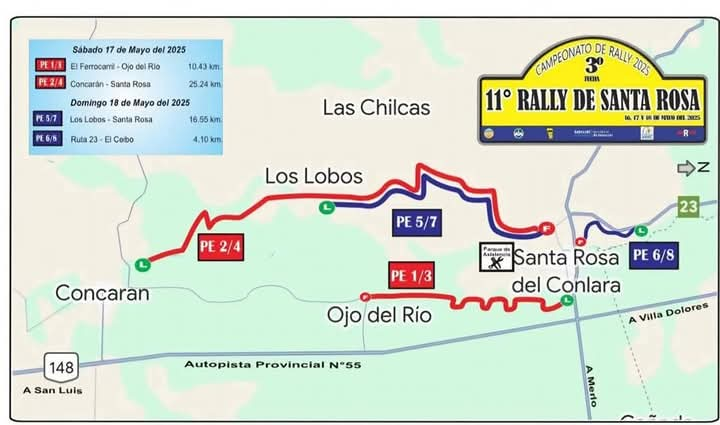 Sábado 17 de Mayo del 2025
PE 1/3 El Ferrocarril - Ojo del Río 10.43 km.
PE 2/4 Concarán - Santa Rosa 25.24 km.
Domingo 18 de Mayo del 2025
PE 5/7 Los Lobos - Santa Rosa 16.55 km.
PE 6/8 Ruta 23 - El Ceibo 4.10 km.
CAMPEONATO DE RALLY 2025
3º
FECHA
11° RALLY DE SANTA ROSA
16, 17 Y 18 DE MAYO DEL 2025
Las Chilcas
N
Los Lobos
23
L
PE 5/7
F
L
PE 2/4
F
Parque de
Asistencia
Santa Rosa
del Conlara
PE 6/8
L
Concaran
PE 1/3
F
L
Ojo del Río
A Villa Dolores
148
Autopista Provincial N°55
A San Luis
A Merlo